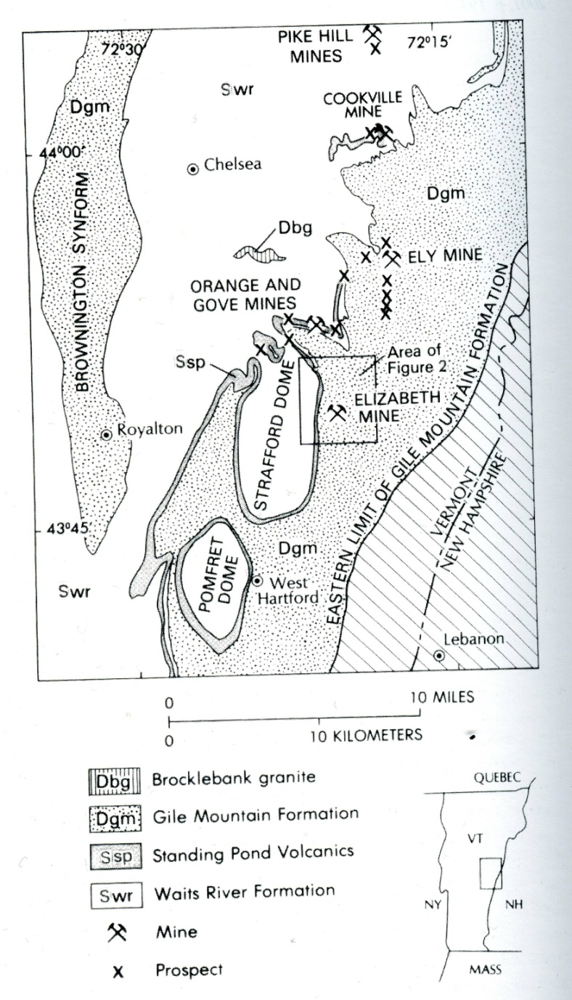 72°30'
PIKE HILL
MINES
72°15'
Swr
Dgm
COOKVILLE
MINE
44°00'
Chelsea
Dgm
BROWNINGTON SYNFORM
Dbg
ELY MINE
ORANGE AND
GOVE MINES
Ssp
Area of
Figure 2
STRAFFORD DOME
ELIZABETH
MINE
Royalton
EASTERN LIMIT OF GILE MOUNTAIN FORMATION
VERMONT
NEW HAMPSHIRE
43°45'
Dgm
POMFRET
DOME
West
Hartford
Swr
Lebanon
0 10 MILES
0 10 KILOMETERS
Dbg Brocklebank granite
Dgm Gile Mountain Formation
Ssp Standing Pond Volcanics
Swr Waits River Formation
Mine
x Prospect
QUEBEC
VT
NY
NH
MASS